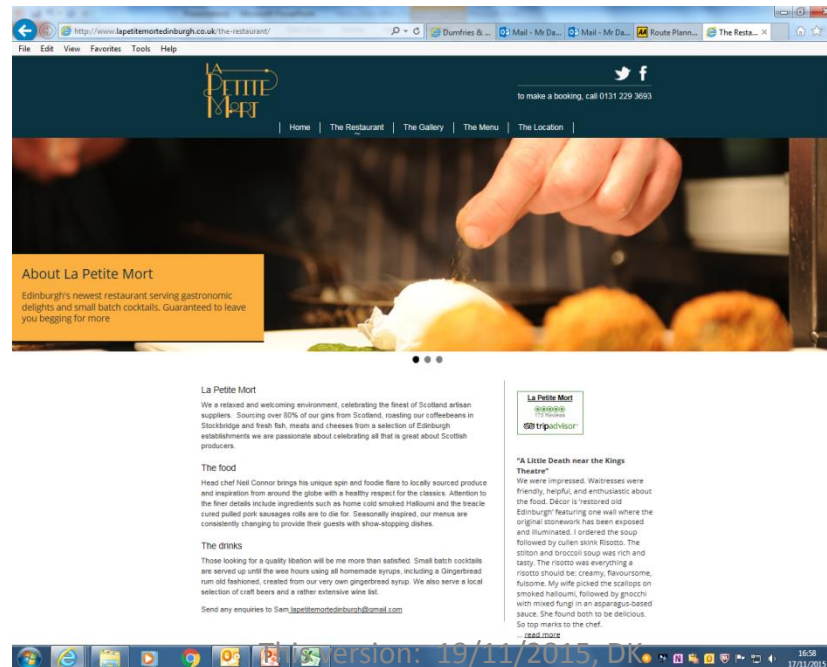 http://www.lapetitemortedinburgh.co.uk/the-restaurant/
Dumfries & ...
Mail - Mr Da...
Mail - Mr Da...
AA Route Plann...
The Resta...
File Edit View Favorites Tools Help
LA
PETITE
MORT
to make a booking, call 0131 229 3693
Home | The Restaurant | The Gallery | The Menu | The Location |
About La Petite Mort
Edinburgh's newest restaurant serving gastronomic
delights and small batch cocktails. Guaranteed to leave
you begging for more
La Petite Mort
We a relaxed and welcoming environment, celebrating the finest of Scotland artisan
suppliers. Sourcing over 80% of our gins from Scotland, roasting our coffeebeans in
Stockbridge and fresh fish, meats and cheeses from a selection of Edinburgh
establishments we are passionate about celebrating all that is great about Scottish
producers.
The food
Head chef Neil Connor brings his unique spin and foodie flare to locally sourced produce
and inspiration from around the globe with a healthy respect for the classics. Attention to
the finer details include ingredients such as home cold smoked Halloumi and the treacle
cured pulled pork sausages rolls are to die for. Seasonally inspired, our menus are
consistently changing to provide their guests with show-stopping dishes.
The drinks
Those looking for a quality libation will be me more than satisfied. Small batch cocktails
are served up until the wee hours using all homemade syrups, including a Gingerbread
rum old fashioned, created from our very own gingerbread syrup. We also serve a local
selection of craft beers and a rather extensive wine list.
Send any enquiries to Sam lapetitemortedinburgh@gmail.com
La Petite Mort
175 Reviews
tripadvisor
"A Little Death near the Kings
Theatre"
We were impressed. Waitresses were
friendly, helpful, and enthusiastic about
the food. Décor is 'restored old
Edinburgh' featuring one wall where the
original stonework has been exposed
and illuminated. I ordered the soup
followed by cullen skink Risotto. The
stilton and broccoli soup was rich and
tasty. The risotto was everything a
risotto should be: creamy, flavoursome,
fulsome. My wife picked the scallops on
smoked halloumi, followed by gnocchi
with mixed fungi in an asparagus-based
sauce. She found both to be delicious.
So top marks to the chef.
... read more
This version: 19/11/2015, DK
16:58